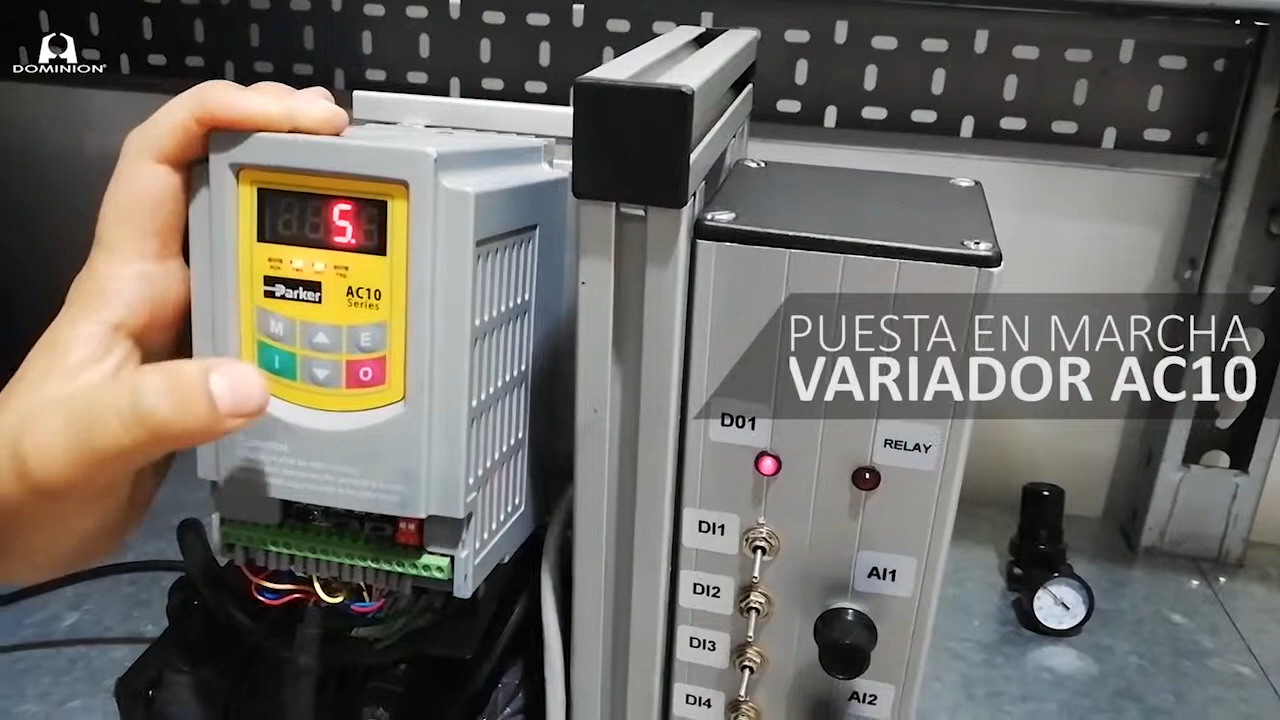 DOMINION
5.
Parker
AC10
Series
M
E
I
O
PUESTA EN MARCHA
VARIADOR AC10
D01
RELAY
DI1
AI1
DI2
DI3
DI4
AI2